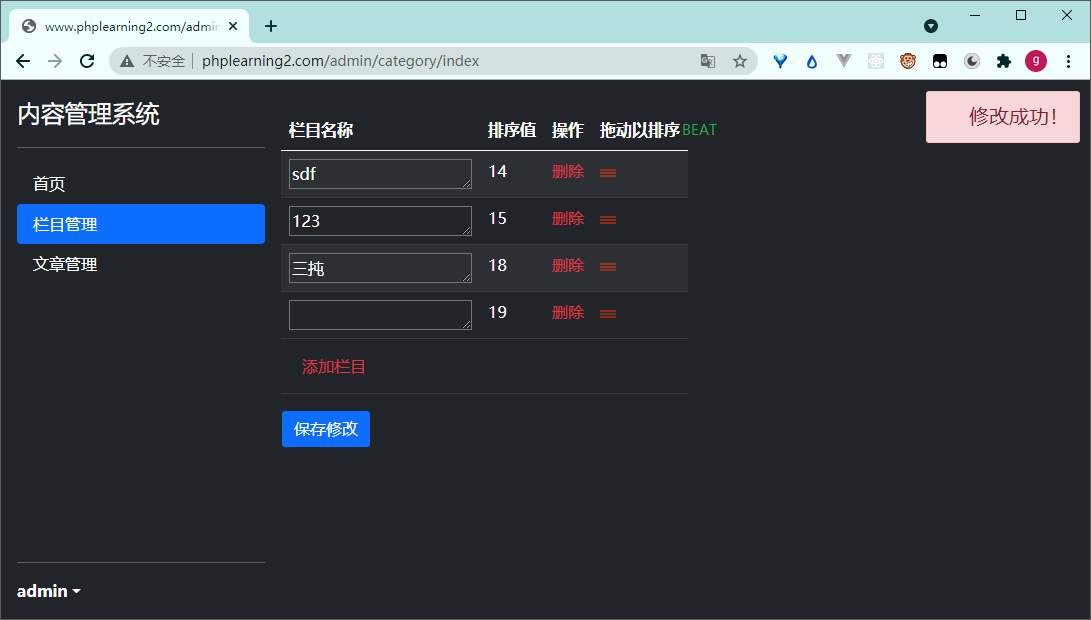 www.phplearning2.com/admin
不安全 phplearning2.com/admin/category/index
g
内容管理系统
首页
栏目管理
文章管理
admin
栏目名称 排序值 操作 拖动以排序 BEAT
sdf 14 删除
123 15 删除
三扽 18 删除
19 删除
添加栏目
保存修改
修改成功！